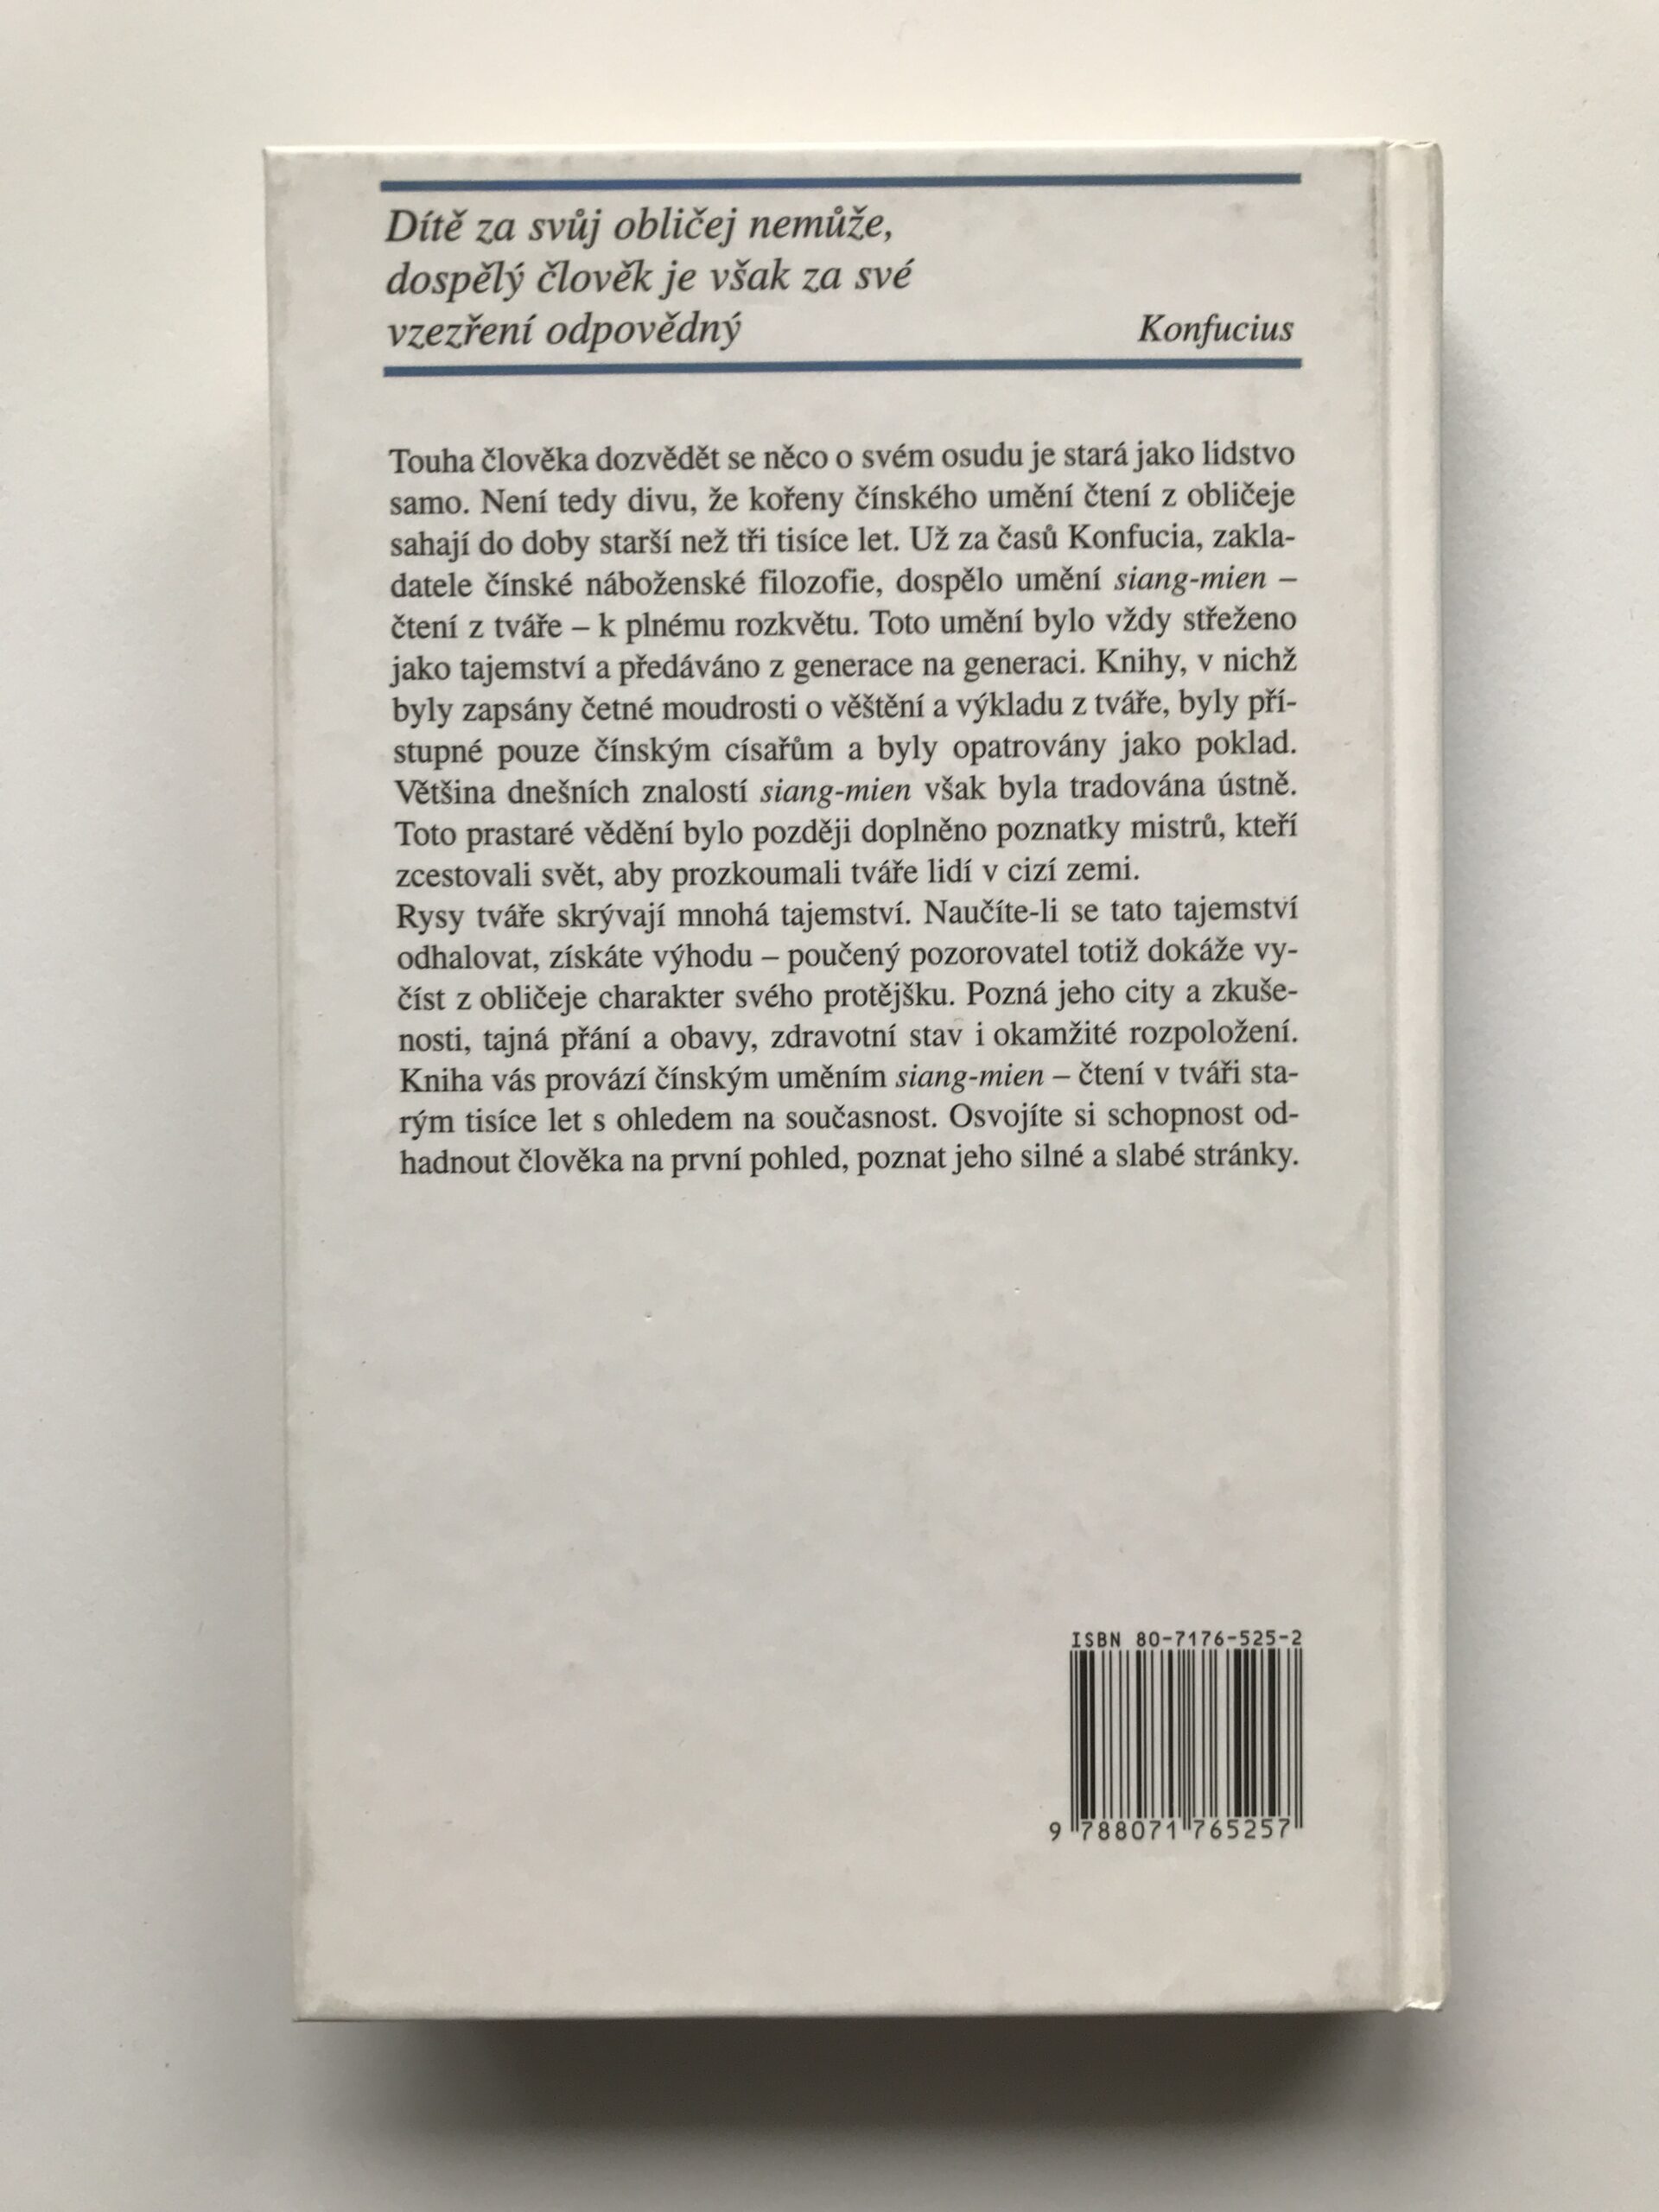 Dítě za svůj obličej nemůže,
dospělý člověk je však za své
vzezření odpovědný
Konfucius
Touha člověka dozvědět se něco o svém osudu je stará jako lidstvo
samo. Není tedy divu, že kořeny čínského umění čtení z obličeje
sahají do doby starší než tři tisíce let. Už za časů Konfucia, zakla-
datele čínské náboženské filozofie, dospělo umění siang-mien –
čtení z tváře – k plnému rozkvětu. Toto umění bylo vždy střeženo
jako tajemství a předáváno z generace na generaci. Knihy, v nichž
byly zapsány četné moudrosti o věštění a výkladu z tváře, byly pří-
stupné pouze čínským císařům a byly opatrovány jako poklad.
Většina dnešních znalostí siang-mien však byla tradována ústně.
Toto prastaré vědění bylo později doplněno poznatky mistrů, kteří
zcestovali svět, aby prozkoumali tváře lidí v cizí zemi.
Rysy tváře skrývají mnohá tajemství. Naučíte-li se tato tajemství
odhalovat, získáte výhodu – poučený pozorovatel totiž dokáže vy-
číst z obličeje charakter svého protějšku. Pozná jeho city a zkuše-
nosti, tajná přání a obavy, zdravotní stav i okamžité rozpoložení.
Kniha vás provází čínským uměním siang-mien – čtení v tváři sta-
rým tisíce let s ohledem na současnost. Osvojíte si schopnost od-
hadnout člověka na první pohled, poznat jeho silné a slabé stránky.
ISBN 80-7176-525-2
9 788071 765257